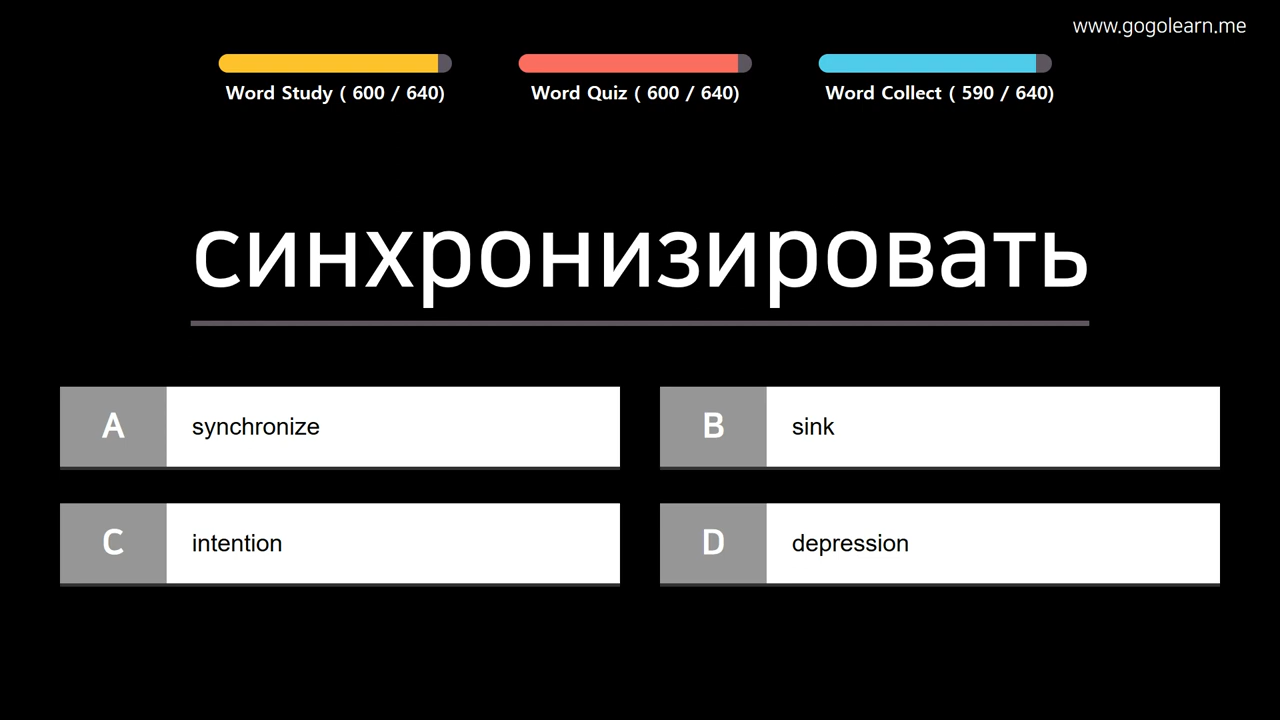 www.gogolearn.me
Word Study ( 600 / 640)
Word Quiz ( 600 / 640)
Word Collect ( 590 / 640)
синхронизировать
A synchronize
B sink
C intention
D depression